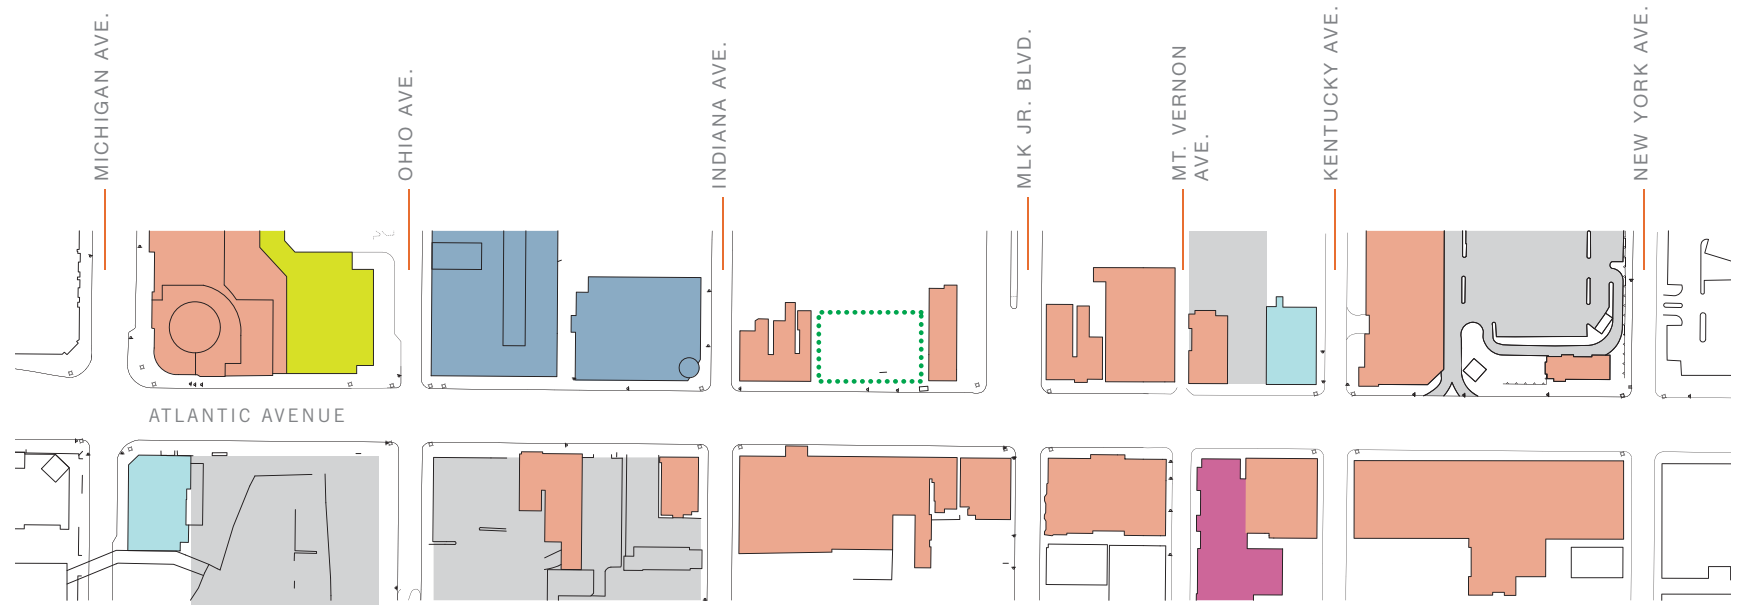 MICHIGAN AVE.
OHIO AVE.
INDIANA AVE.
MLK JR. BLVD.
MT. VERNON
AVE.
KENTUCKY AVE.
NEW YORK AVE.
ATLANTIC AVENUE